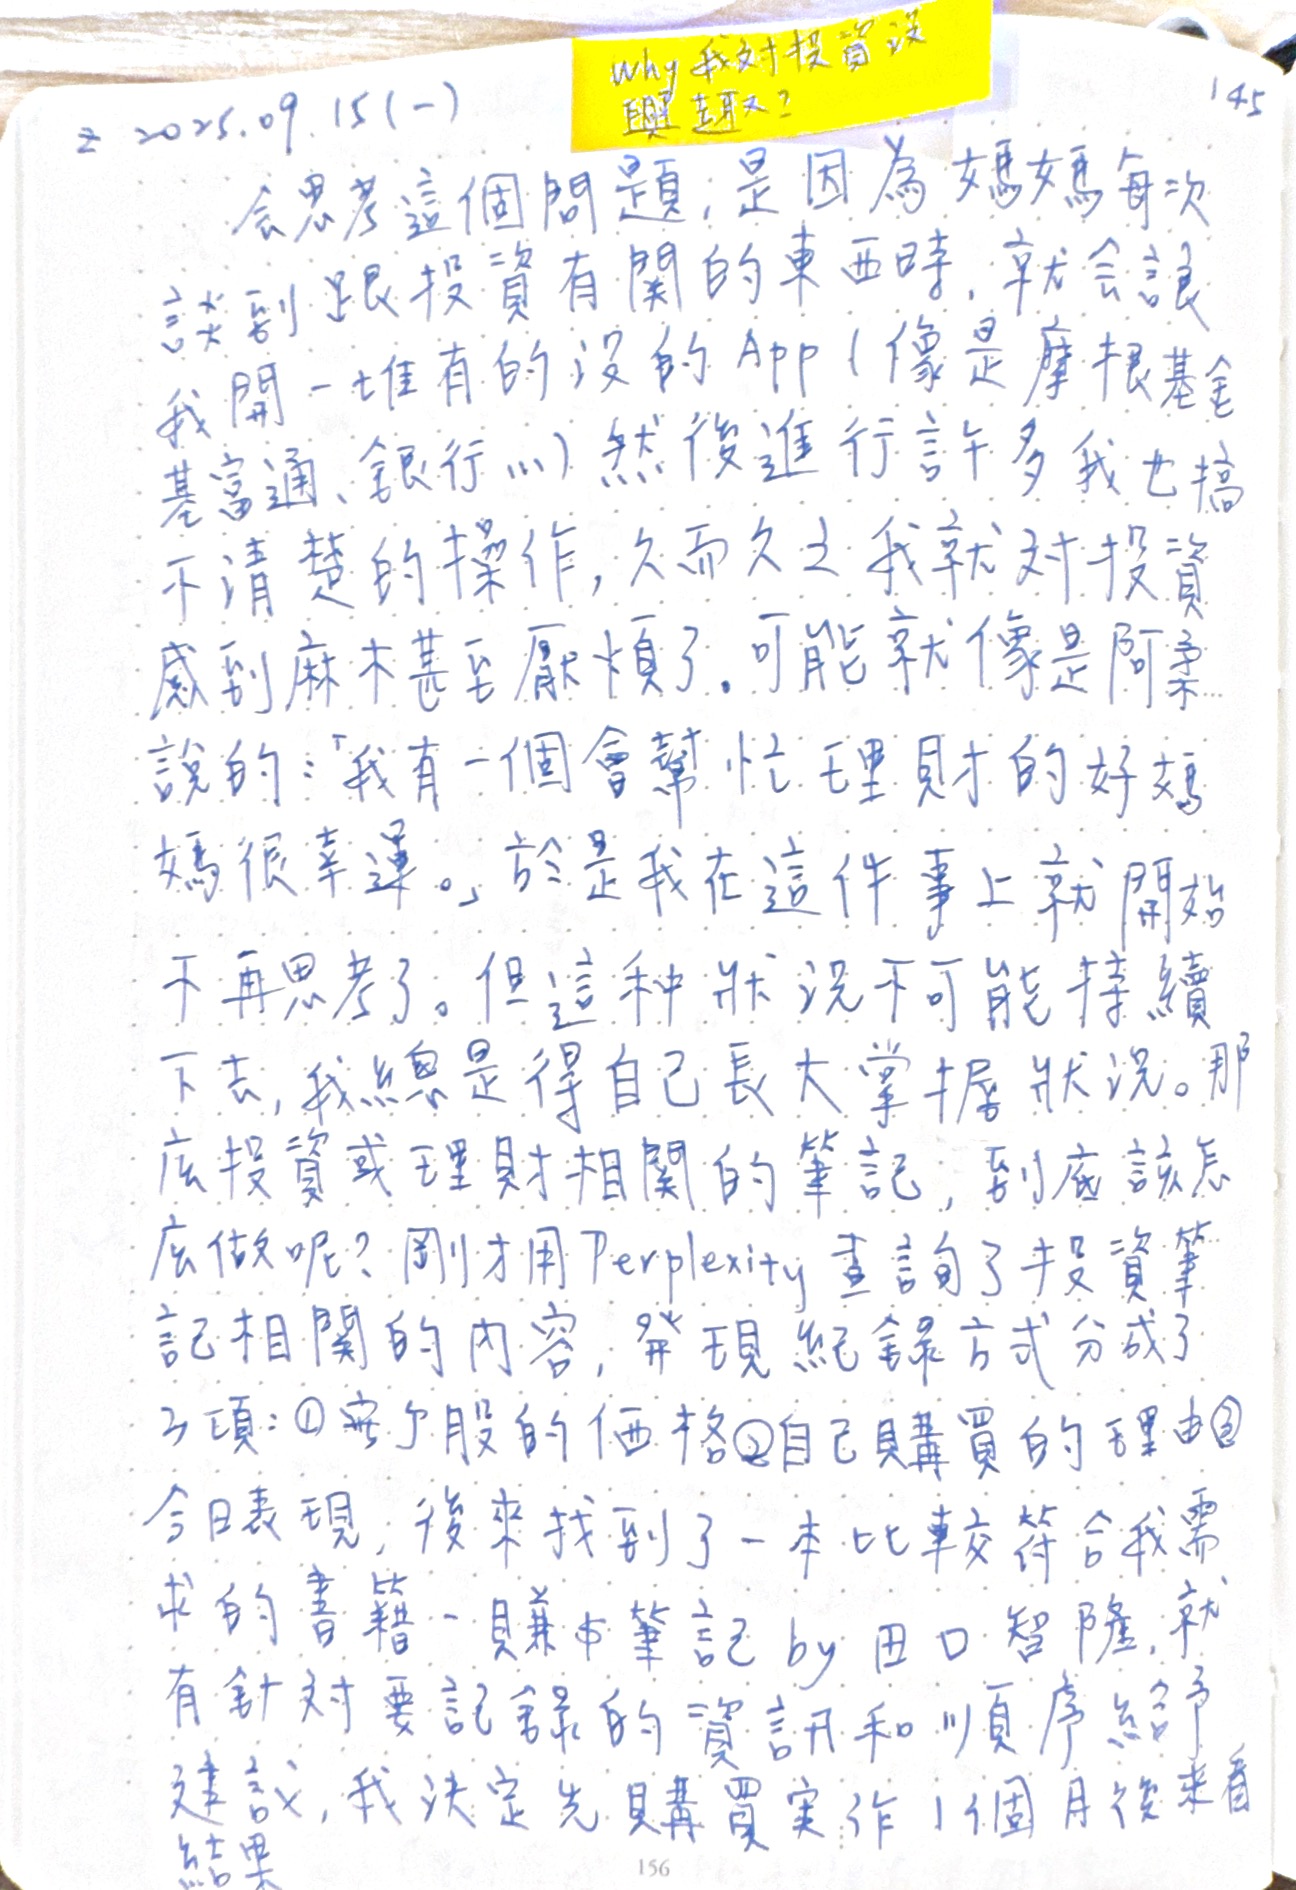 Why 我对投資没
興趣?
z 2025.09.15(一)
145
会思考這個問題,是因為媽媽每次
談到跟投資有関的東西時,就会讓
我開一堆有的没的App(像是摩根基金
基富通、銀行...)然後進行許多我也搞
不清楚的操作,久而久之我就对投資
感到麻木甚至厭煩了。可能就像是阿柔
說的:「我有一個會幫忙理財的好媽
媽很幸運。」於是我在這件事上就開始
不再思考了。但這种狀況不可能持續
下去,我總是得自己長大掌握狀況。那
庅投資或理財相関的筆記,到底該怎
庅做呢?剛才用Perplexity查詢了投資筆
記相関的内容,発現紀錄方式分成了
3項:①寫个股的価格②自己購買的理由③
今日表現,後來找到了一本比較符合我需
求的書籍-賺$筆記by田口智隆,就
有針对要記錄的資訊和順序給予
建議,我決定先購買実作1個月後來看
結果
156